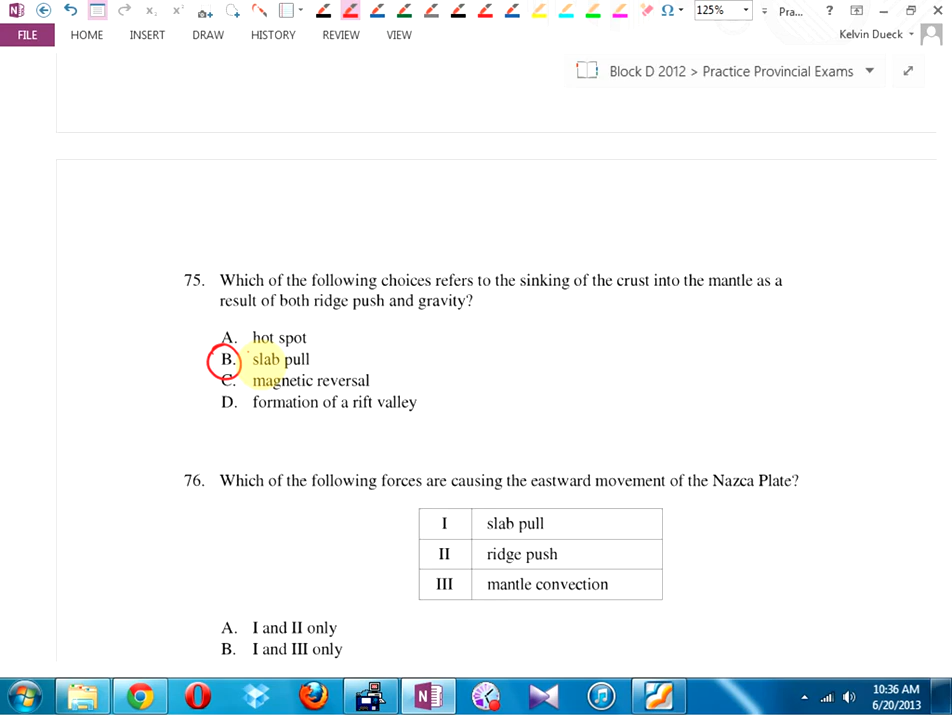 125%
Pra...
?
FILE HOME INSERT DRAW HISTORY REVIEW VIEW
Kelvin Dueck
Block D 2012 > Practice Provincial Exams
75. Which of the following choices refers to the sinking of the crust into the mantle as a
result of both ridge push and gravity?
A. hot spot
B. slab pull
C. magnetic reversal
D. formation of a rift valley
76. Which of the following forces are causing the eastward movement of the Nazca Plate?
I slab pull
II ridge push
III mantle convection
A. I and II only
B. I and III only
10:36 AM
6/20/2013